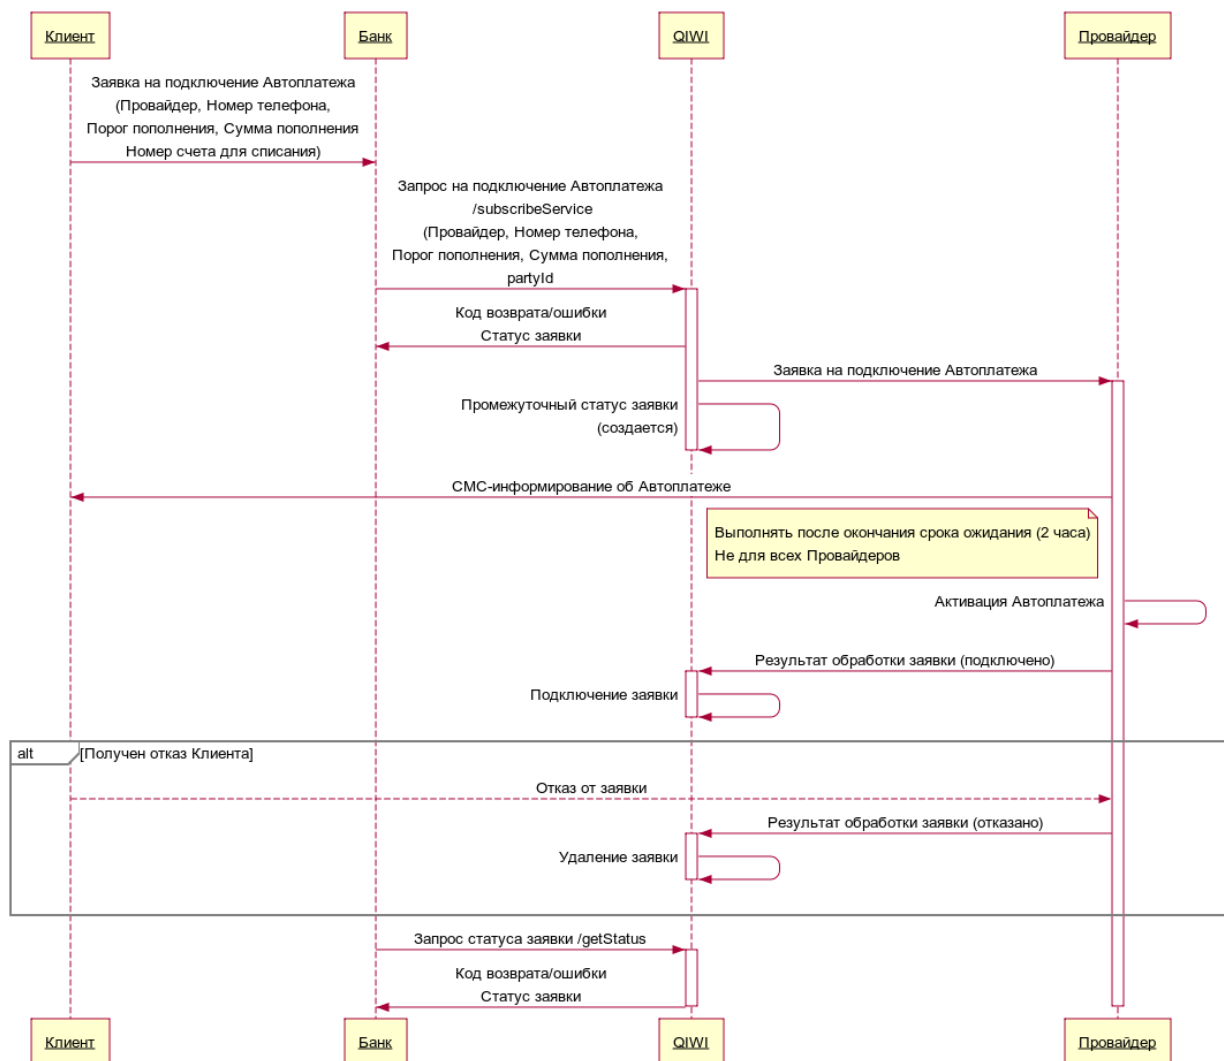 Клиент
Банк
QIWI
Провайдер
Заявка на подключение Автоплатежа
(Провайдер, Номер телефона,
Порог пополнения, Сумма пополнения
Номер счета для списания)
Запрос на подключение Автоплатежа
/subscribeService
(Провайдер, Номер телефона,
Порог пополнения, Сумма пополнения,
partyId
Код возврата/ошибки
Статус заявки
Заявка на подключение Автоплатежа
Промежуточный статус заявки
(создается)
СМС-информирование об Автоплатеже
Выполнять после окончания срока ожидания (2 часа)
Не для всех Провайдеров
Активация Автоплатежа
Результат обработки заявки (подключено)
Подключение заявки
alt
[Получен отказ Клиента]
Отказ от заявки
Результат обработки заявки (отказано)
Удаление заявки
Запрос статуса заявки /getStatus
Код возврата/ошибки
Статус заявки
Клиент
Банк
QIWI
Провайдер